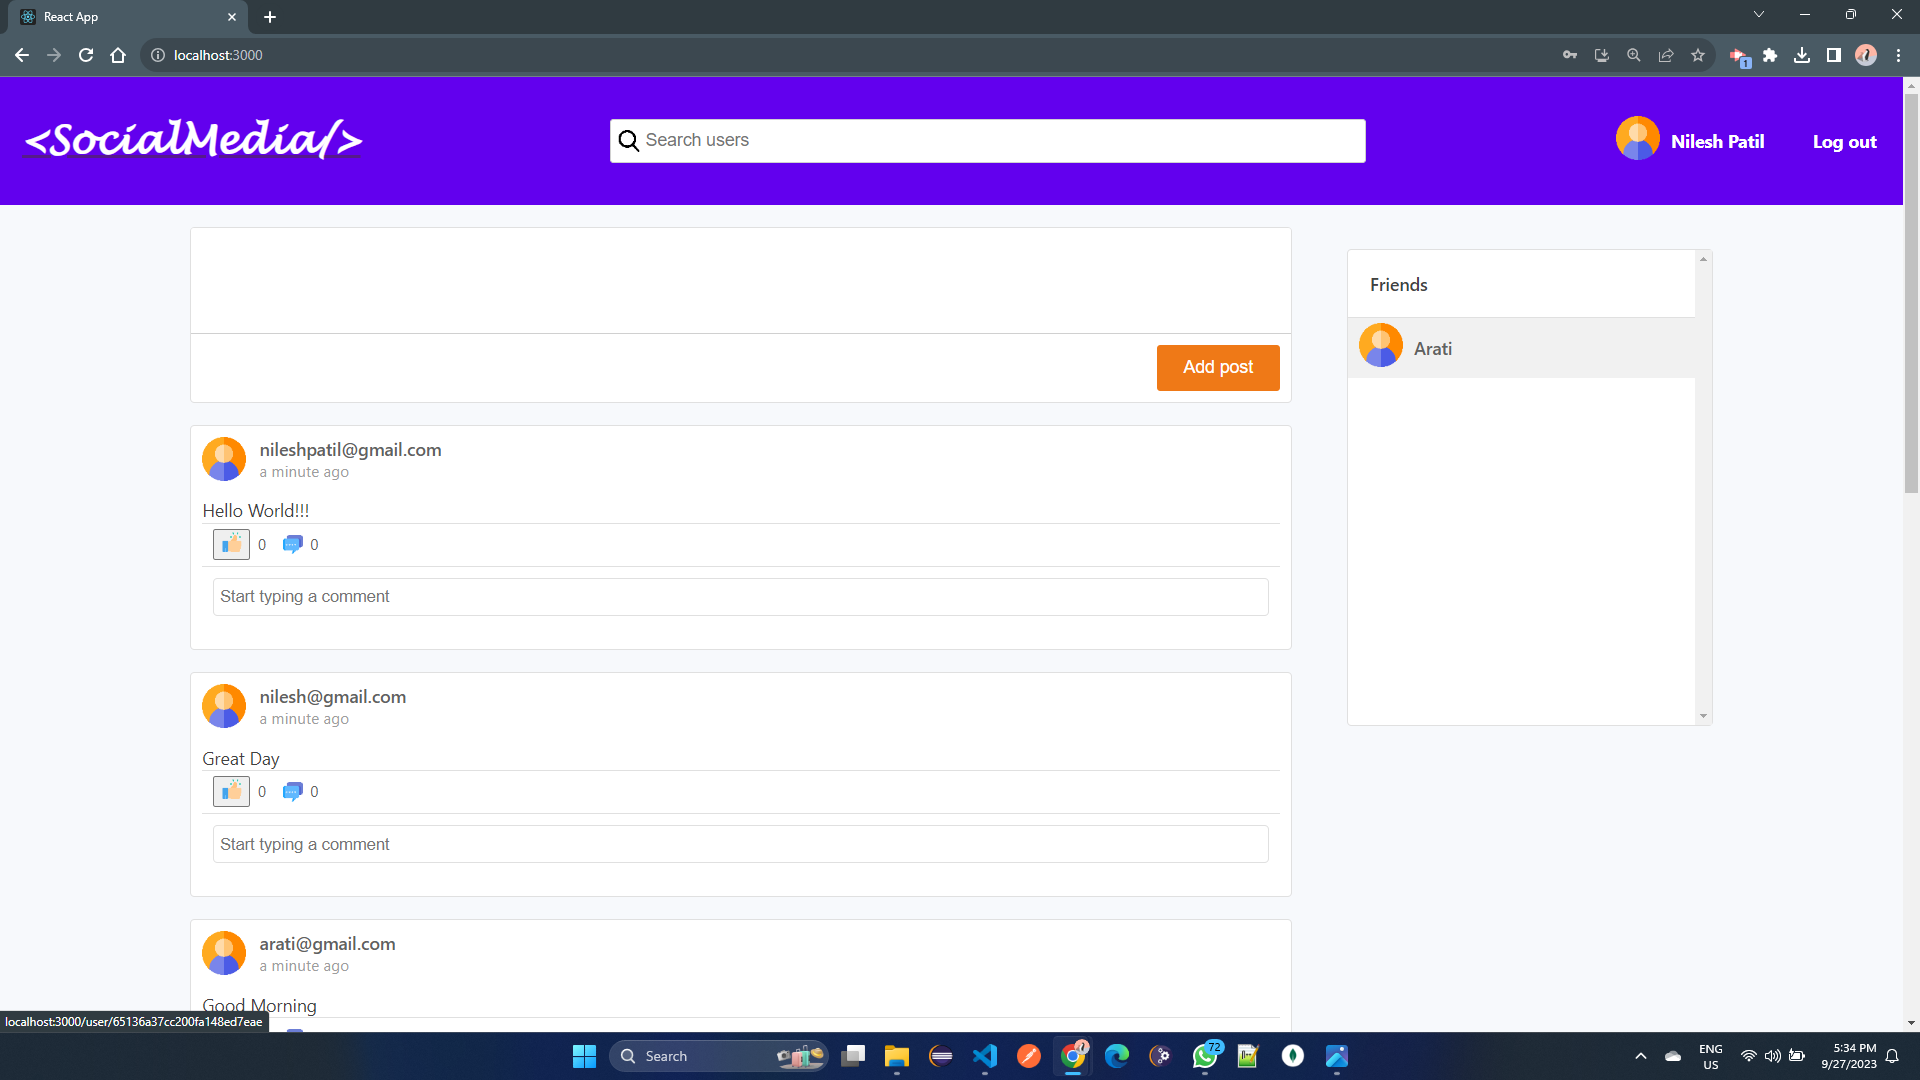 React App
localhost:3000
1
<SocialMedia/>
Search users
Nilesh Patil
Log out
Add post
Friends
Arati
nileshpatil@gmail.com
a minute ago
Hello World!!!
0 0
Start typing a comment
nilesh@gmail.com
a minute ago
Great Day
0 0
Start typing a comment
arati@gmail.com
a minute ago
Good Morning
localhost:3000/user/65136a37cc200fa148ed7eae
Search
72
ENG
US
5:34 PM
9/27/2023